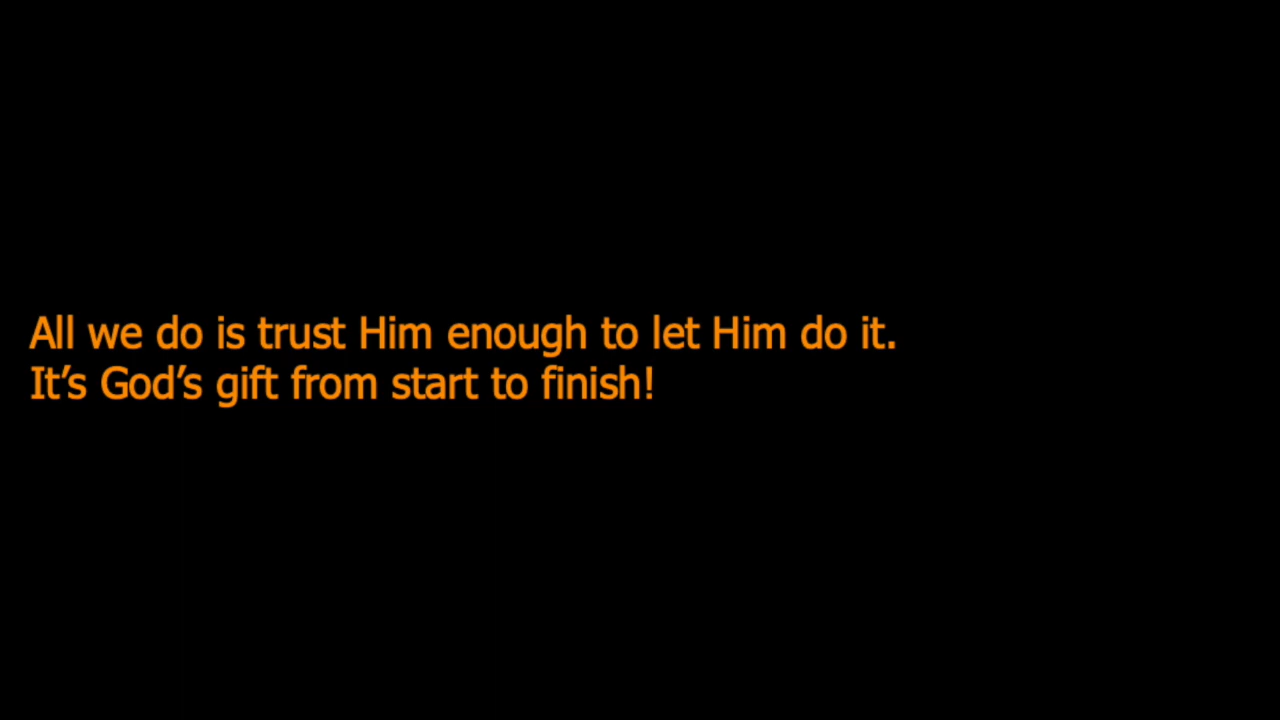 All we do is trust Him enough to let Him do it.
It’s God’s gift from start to finish!